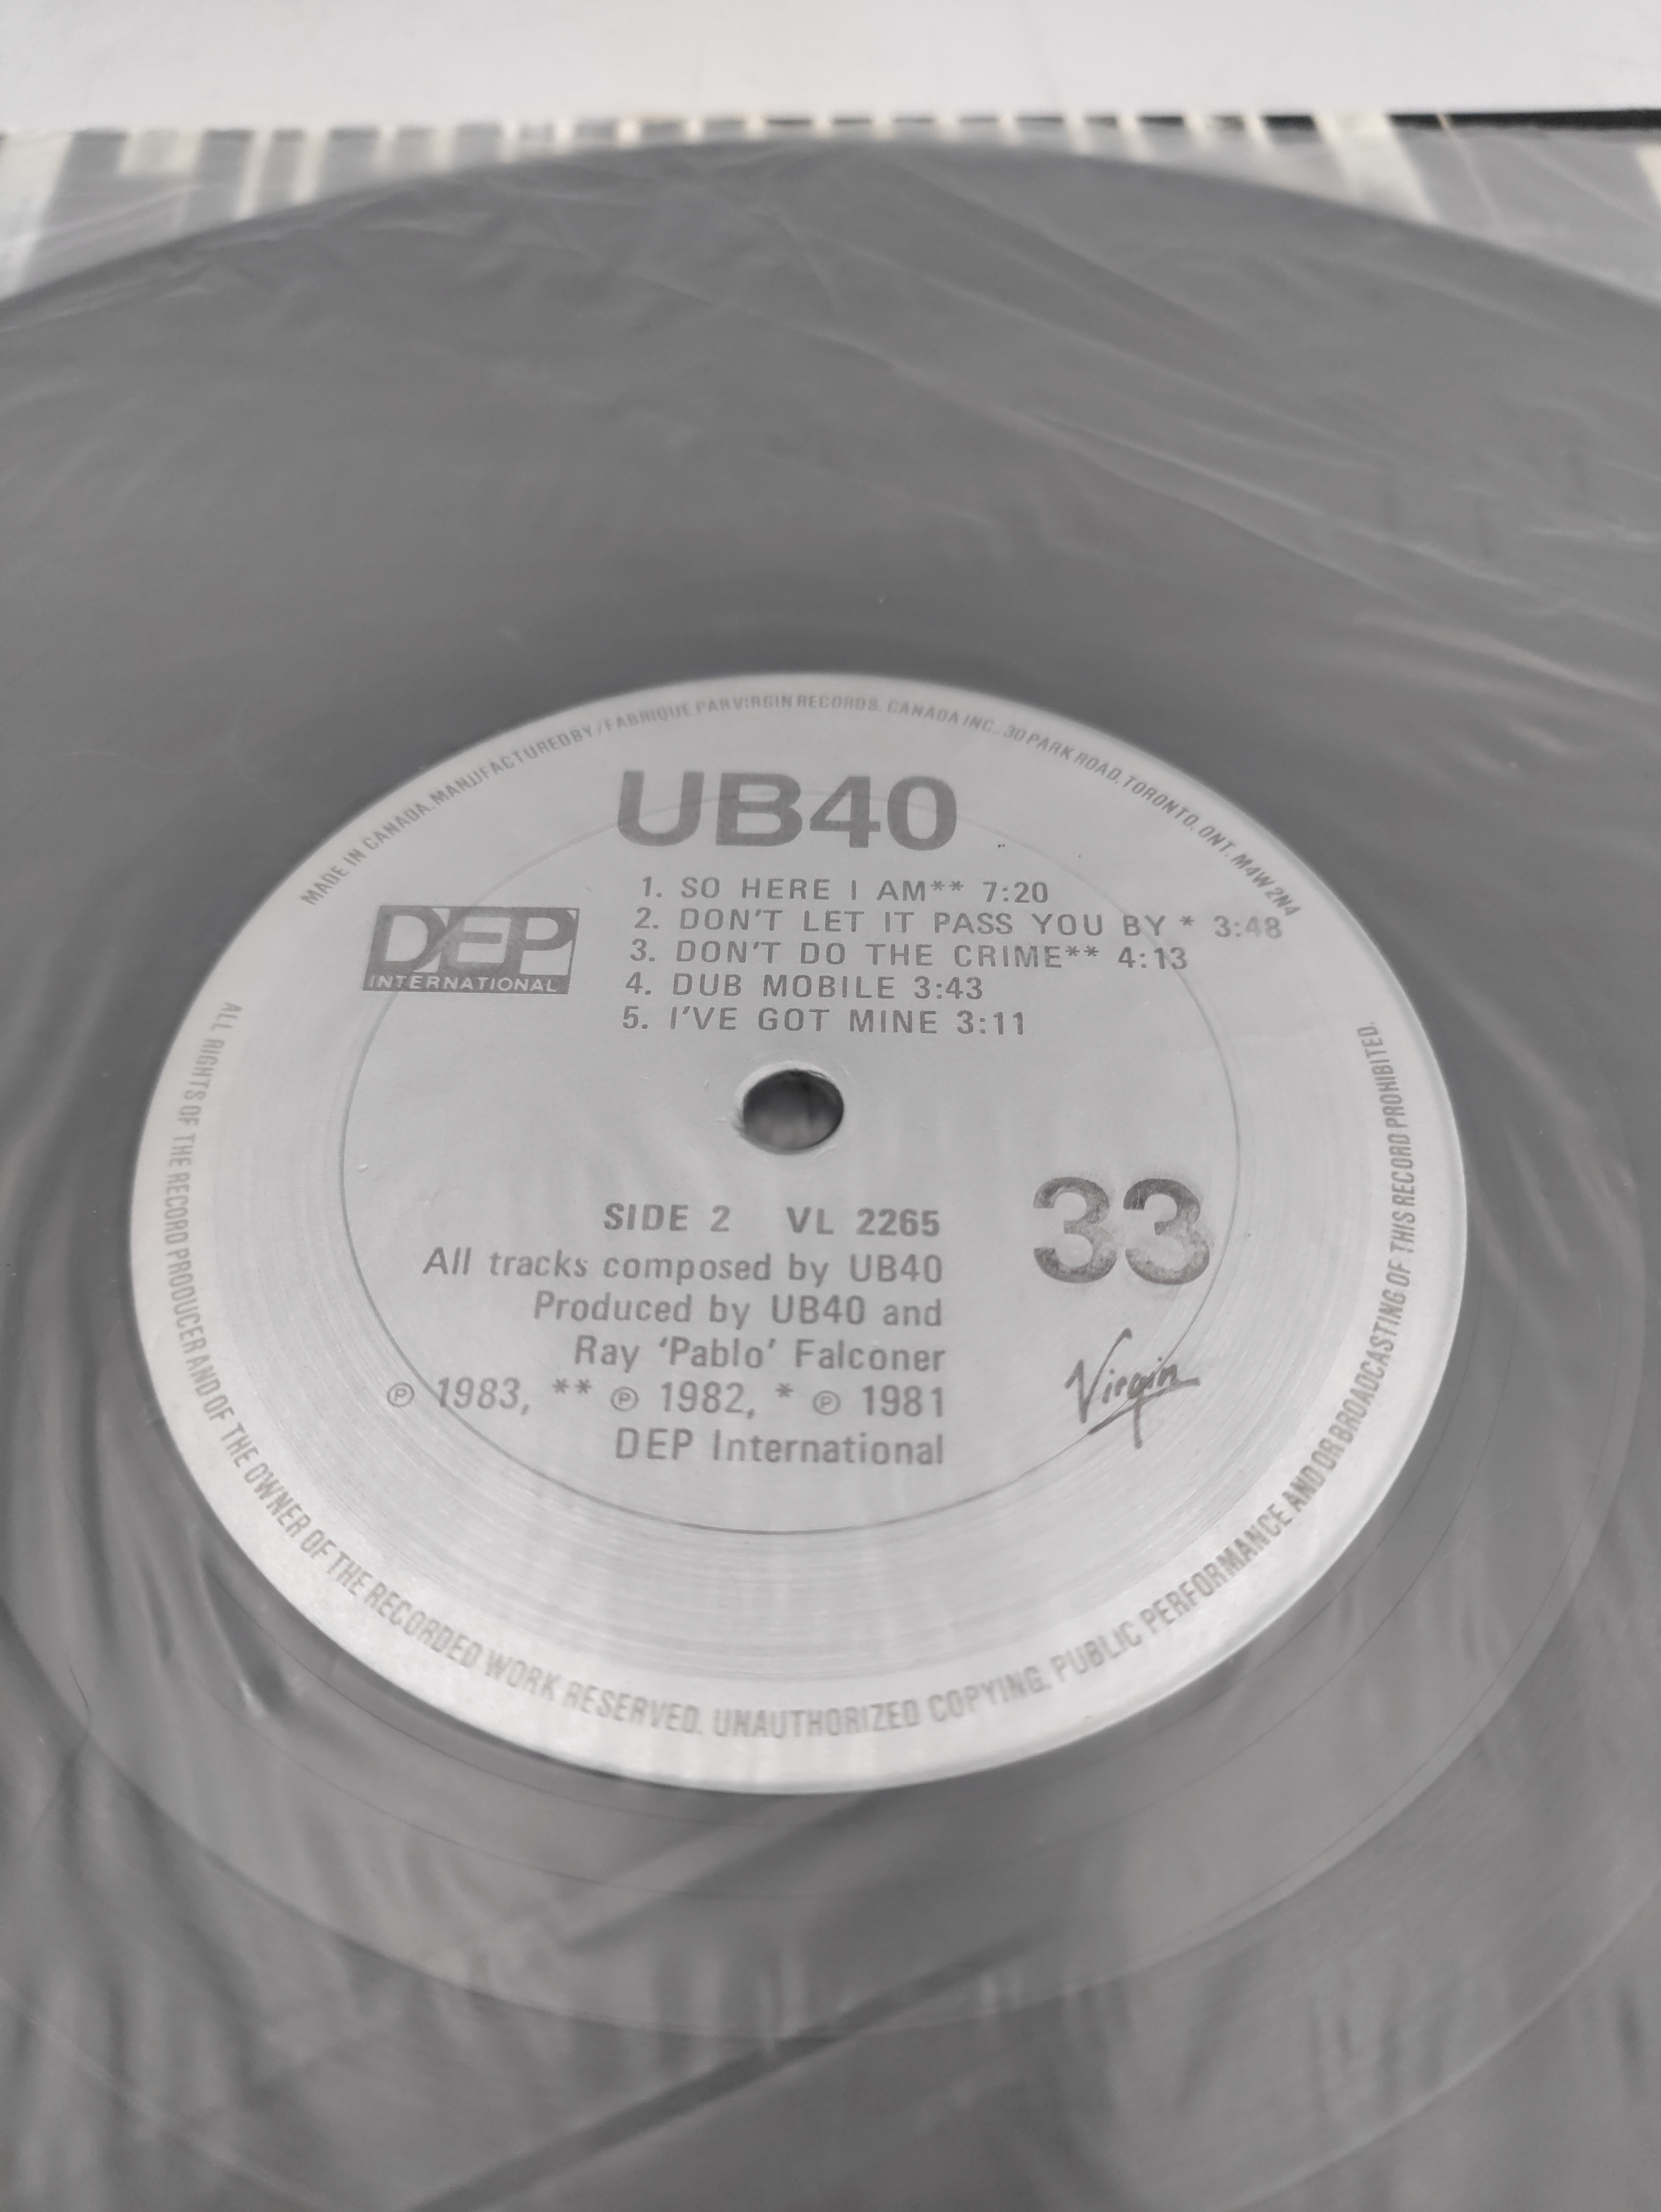 MADE IN CANADA. MANUFACTURED BY / FABRIQUE PAR VIRGIN RECORDS. CANADA INC., 30 PARK ROAD, TORONTO, ONT. M4W 2N4
UB40
DEP
INTERNATIONAL
1. SO HERE I AM** 7:20
2. DON'T LET IT PASS YOU BY * 3:48
3. DON'T DO THE CRIME** 4:13
4. DUB MOBILE 3:43
5. I'VE GOT MINE 3:11
SIDE 2 VL 2265
All tracks composed by UB40
Produced by UB40 and
Ray 'Pablo' Falconer
℗ 1983, ** ℗ 1982, * ℗ 1981
DEP International
33
Virgin
ALL RIGHTS OF THE RECORD PRODUCER AND OF THE OWNER OF THE RECORDED WORK RESERVED. UNAUTHORIZED COPYING, PUBLIC PERFORMANCE AND OR BROADCASTING OF THIS RECORD PROHIBITED.